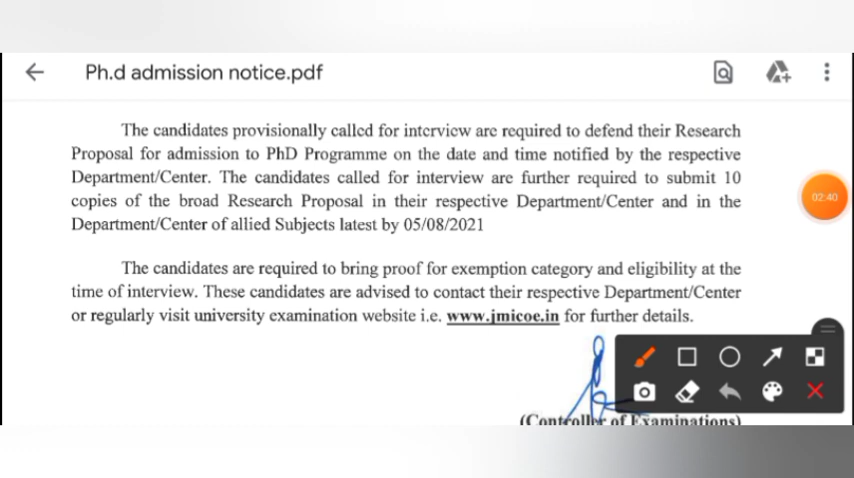 Ph.d admission notice.pdf
The candidates provisionally called for interview are required to defend their Research
Proposal for admission to PhD Programme on the date and time notified by the respective
Department/Center. The candidates called for interview are further required to submit 10
copies of the broad Research Proposal in their respective Department/Center and in the
Department/Center of allied Subjects latest by 05/08/2021
02:40
The candidates are required to bring proof for exemption category and eligibility at the
time of interview. These candidates are advised to contact their respective Department/Center
or regularly visit university examination website i.e. www.jmicoe.in for further details.
(Controller of Examinations)